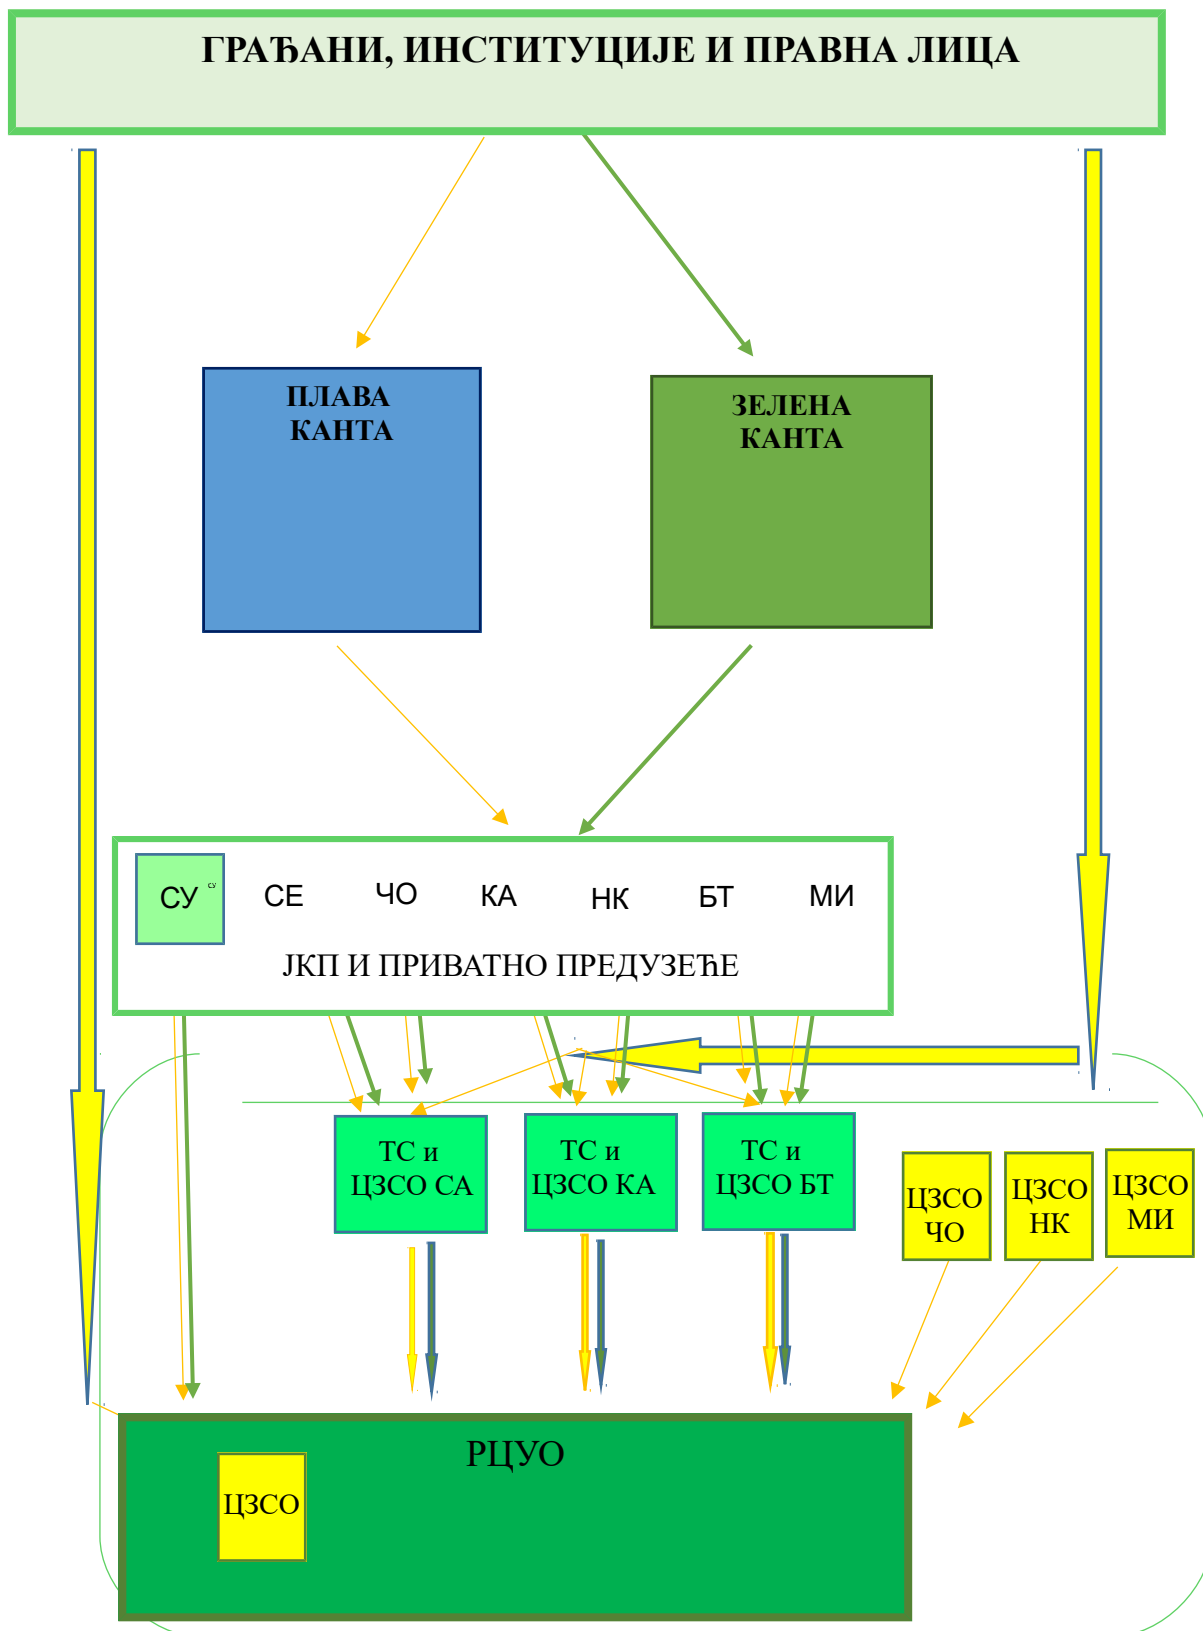 ГРАЂАНИ, ИНСТИТУЦИЈЕ И ПРАВНА ЛИЦА
ПЛАВА
КАНТА
ЗЕЛЕНА
КАНТА
СУ су СЕ ЧО КА НК БТ МИ
ЈКП И ПРИВАТНО ПРЕДУЗЕЋЕ
ТС и
ЦЗСО СА
ТС и
ЦЗСО КА
ТС и
ЦЗСО БТ
ЦЗСО
ЧО
ЦЗСО
НК
ЦЗСО
МИ
РЦУО
ЦЗСО